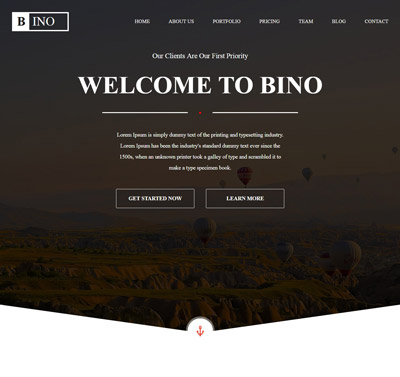 BINO
HOME ABOUT US PORTFOLIO PRICING TEAM BLOG CONTACT
Our Clients Are Our First Priority
WELCOME TO BINO
Lorem Ipsum is simply dummy text of the printing and typesetting industry.
Lorem Ipsum has been the industry's standard dummy text ever since the
1500s, when an unknown printer took a galley of type and scrambled it to
make a type specimen book.
GET STARTED NOW LEARN MORE